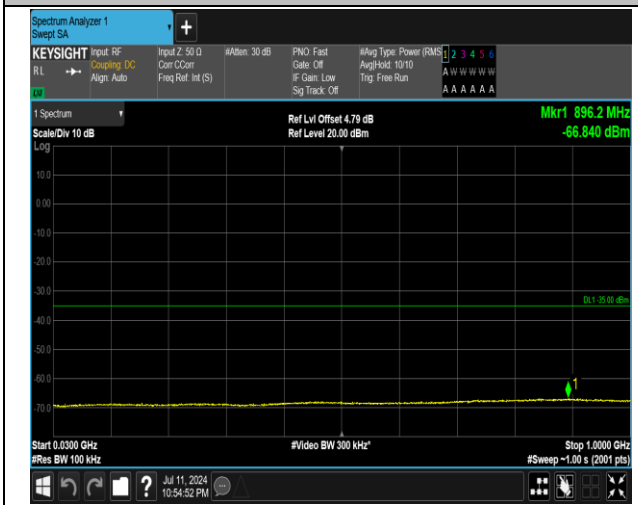 Spectrum Analyzer 1
Swept SA
+
KEYSIGHT Input: RF Input Z: 50 Ω #Atten: 30 dB PNO: Fast #Avg Type: Power (RMS 1 2 3 4 5 6
RL Coupling: DC Corr CCorr Gate: Off Avg|Hold: 10/10 A W W W W W
Align: Auto Freq Ref: Int (S) IF Gain: Low Trig: Free Run
Sig Track: Off A A A A A A
1 Spectrum Ref Lvl Offset 4.79 dB Mkr1 896.2 MHz
Scale/Div 10 dB Ref Level 20.00 dBm -66.840 dBm
Log
10.0
0.00
-10.0
-20.0
-30.0
DL1 -35.00 dBm
-40.0
-50.0
-60.0
1
-70.0
Start 0.0300 GHz #Video BW 300 kHz* Stop 1.0000 GHz
#Res BW 100 kHz #Sweep ~1.00 s (2001 pts)
? Jul 11, 2024
10:54:52 PM